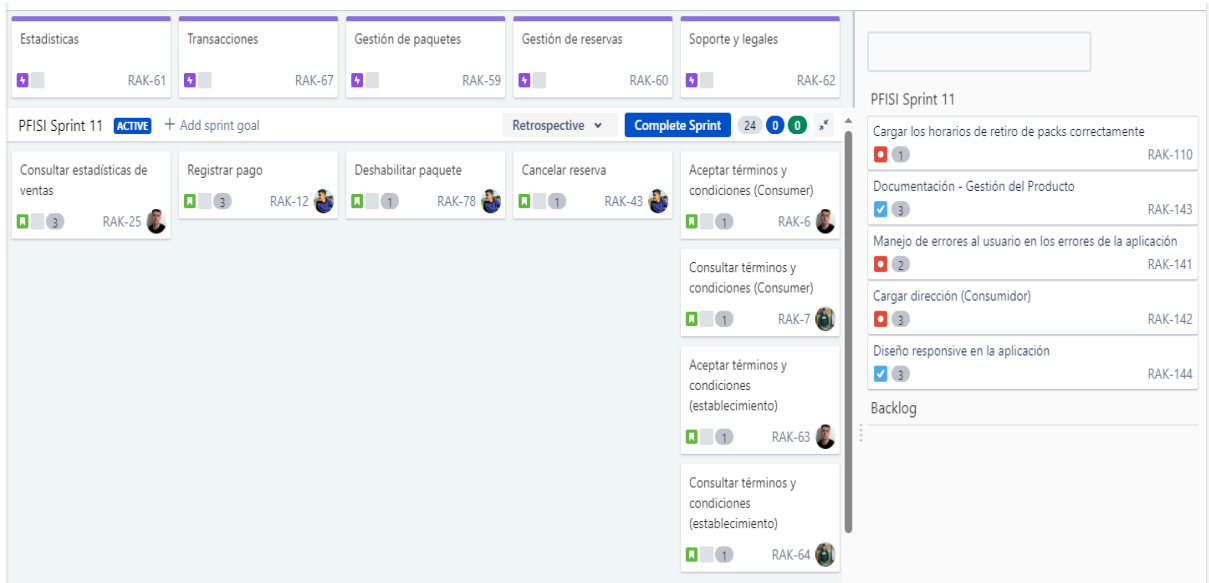 Estadisticas
RAK-61
Transacciones
RAK-67
Gestión de paquetes
RAK-59
Gestión de reservas
RAK-60
Soporte y legales
RAK-62
PFISI Sprint 11 ACTIVE + Add sprint goal Retrospective Complete Sprint 24 0 0
Consultar estadísticas de
ventas
3 RAK-25
Registrar pago
3 RAK-12
Deshabilitar paquete
1 RAK-78
Cancelar reserva
1 RAK-43
Aceptar términos y
condiciones (Consumer)
1 RAK-6
Consultar términos y
condiciones (Consumer)
1 RAK-7
Aceptar términos y
condiciones
(establecimiento)
1 RAK-63
Consultar términos y
condiciones
(establecimiento)
1 RAK-64
PFISI Sprint 11
Cargar los horarios de retiro de packs correctamente
1 RAK-110
Documentación - Gestión del Producto
3 RAK-143
Manejo de errores al usuario en los errores de la aplicación
2 RAK-141
Cargar dirección (Consumidor)
3 RAK-142
Diseño responsive en la aplicación
3 RAK-144
Backlog